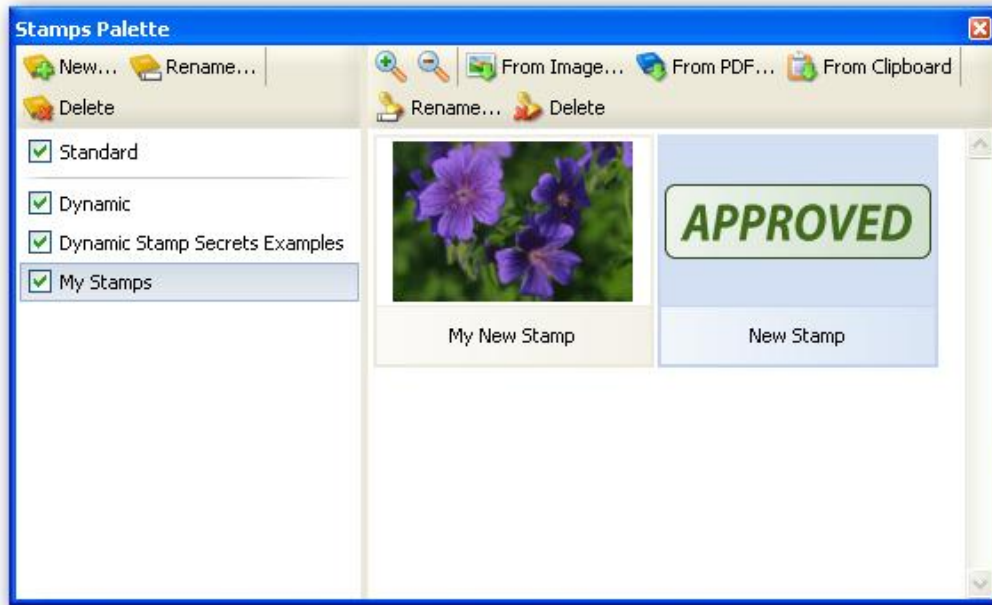 Stamps Palette
New... Rename...
Delete
From Image... From PDF... From Clipboard
Rename... Delete
Standard
Dynamic
Dynamic Stamp Secrets Examples
My Stamps
APPROVED
My New Stamp
New Stamp